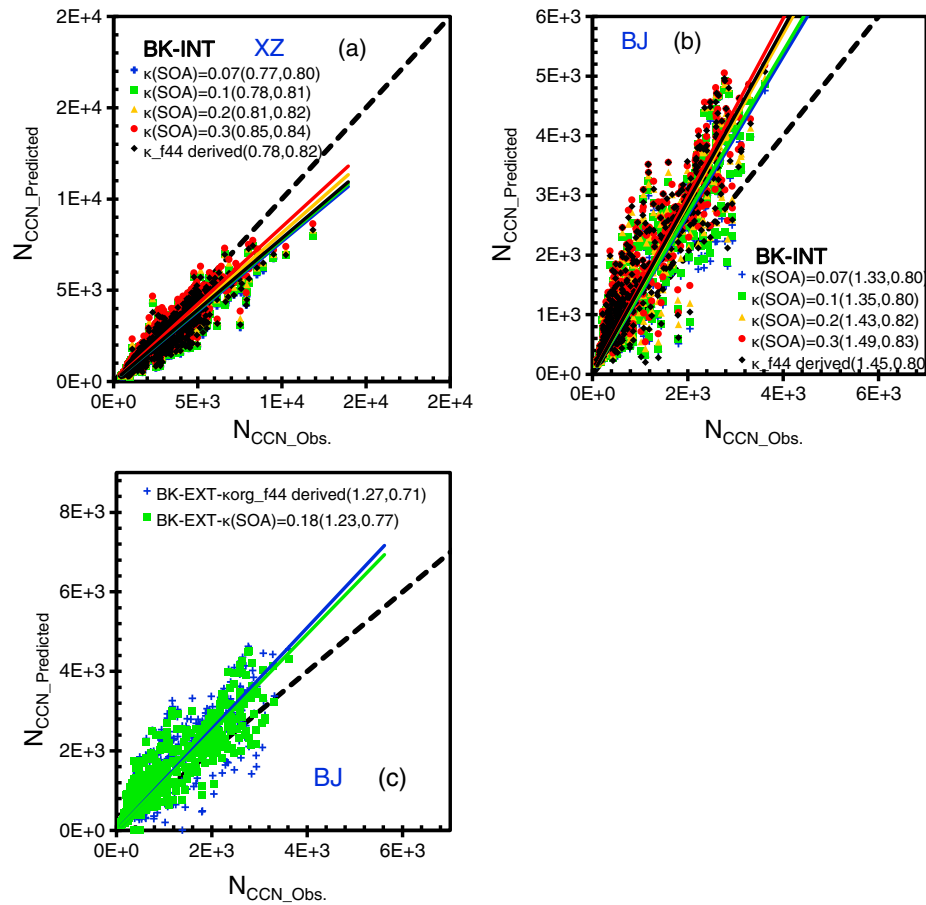 BK-INT XZ (a)
κ(SOA)=0.07(0.77,0.80)
κ(SOA)=0.1(0.78,0.81)
κ(SOA)=0.2(0.81,0.82)
κ(SOA)=0.3(0.85,0.84)
κ_f44 derived(0.78,0.82)
N_CCN_Predicted
2E+4
2E+4
1E+4
5E+3
0E+0
0E+0 5E+3 1E+4 2E+4 2E+4
N_CCN_Obs.
BJ (b)
N_CCN_Predicted
6E+3
5E+3
4E+3
3E+3
2E+3
1E+3
0E+0
BK-INT
κ(SOA)=0.07(1.33,0.80)
κ(SOA)=0.1(1.35,0.80)
κ(SOA)=0.2(1.43,0.82)
κ(SOA)=0.3(1.49,0.83)
κ_f44 derived(1.45,0.80
0E+0 2E+3 4E+3 6E+3
N_CCN_Obs.
BK-EXT-κorg_f44 derived(1.27,0.71)
BK-EXT-κ(SOA)=0.18(1.23,0.77)
N_CCN_Predicted
8E+3
6E+3
4E+3
2E+3
0E+0
BJ (c)
0E+0 2E+3 4E+3 6E+3
N_CCN_Obs.